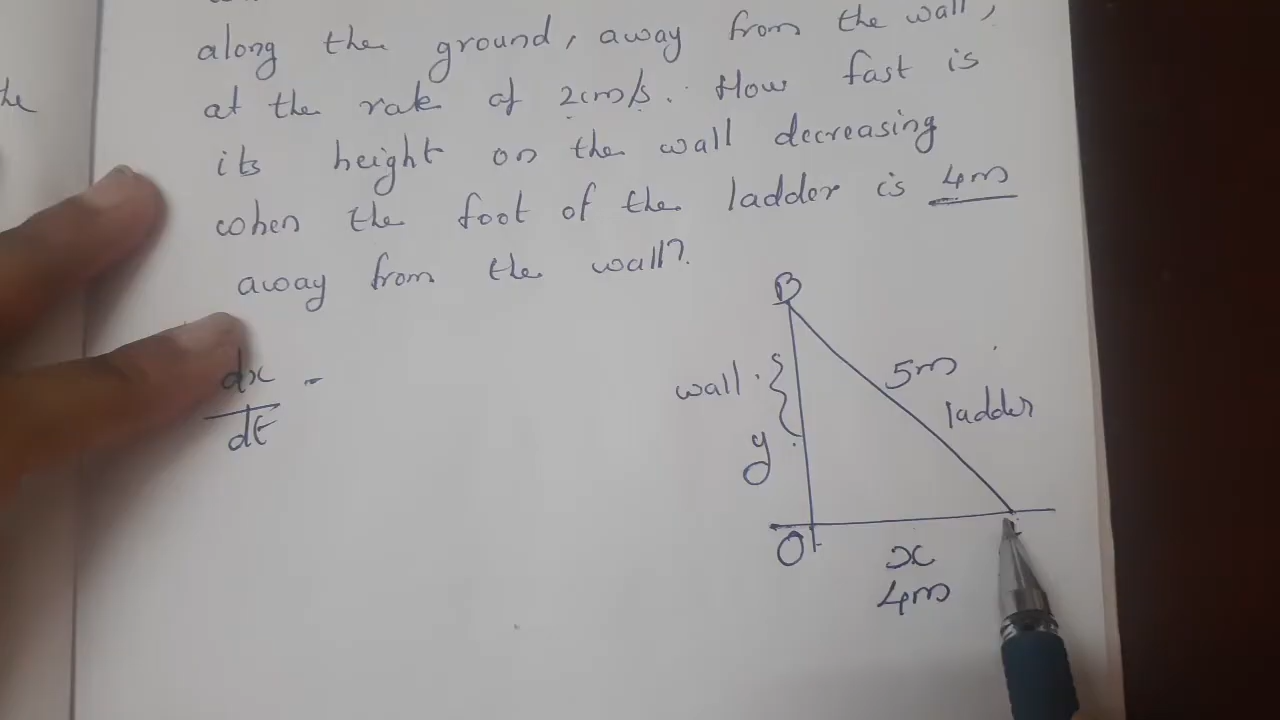 along the ground, away from the wall,
the
at the rate of 2cm/s. How fast is
its height on the wall decreasing
when the foot of the ladder is 4m
away from the wall?
B
dx
dt
-
wall
5m
ladder
y
O
x
4m